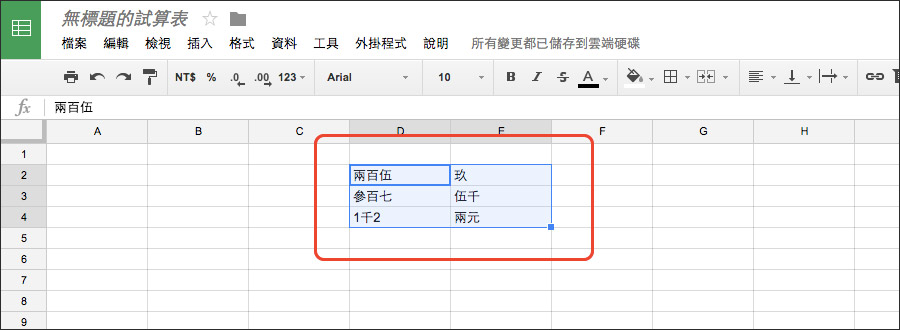 無標題的試算表
檔案 編輯 檢視 插入 格式 資料 工具 外掛程式 說明 所有變更都已儲存到雲端硬碟
NT$ % .0 .00 123 Arial 10 B I S A
fx 兩百伍
A B C D E F G H
1
2 兩百伍 玖
3 參百七 伍千
4 1千2 兩元
5
6
7
8
9